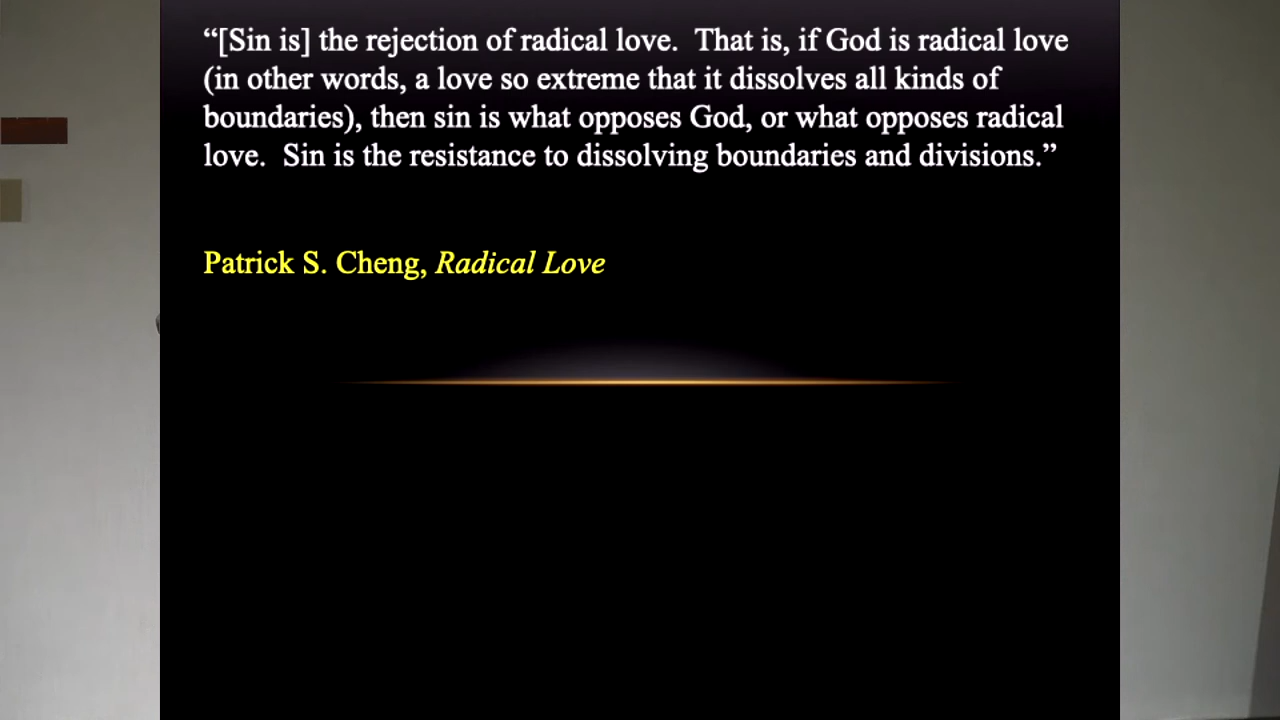 “[Sin is] the rejection of radical love.  That is, if God is radical love
(in other words, a love so extreme that it dissolves all kinds of
boundaries), then sin is what opposes God, or what opposes radical
love.  Sin is the resistance to dissolving boundaries and divisions.”
Patrick S. Cheng, Radical Love